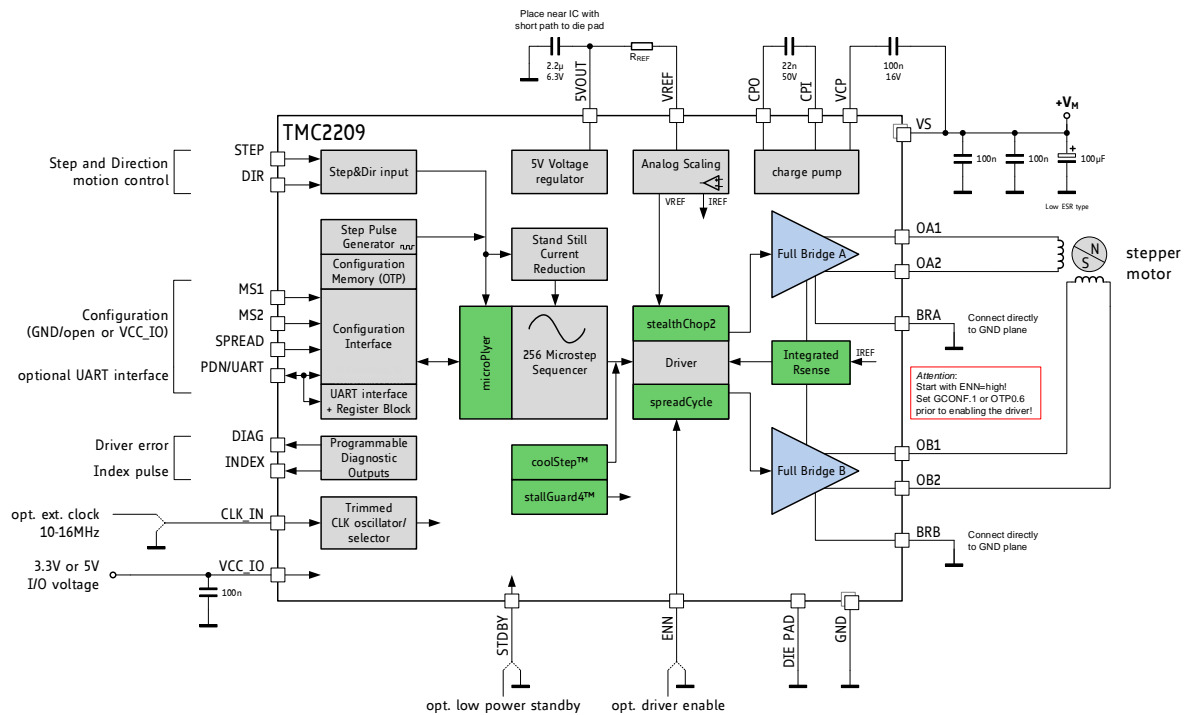 Place near IC with
short path to die pad
2.2µ
6.3V
RREF
22n
50V
100n
16V
5VOUT
VREF
CPO
CPI
VCP
+VM
VS
100n
100n
100µF
+
Low ESR type
TMC2209
Step and Direction
motion control
STEP
DIR
Step&Dir input
5V Voltage
regulator
Analog Scaling
VREF
IREF
charge pump
Step Pulse
Generator
Configuration
Memory (OTP)
Stand Still
Current
Reduction
Full Bridge A
OA1
OA2
N
S
stepper
motor
Configuration
(GND/open or VCC_IO)
optional UART interface
MS1
MS2
SPREAD
PDN/UART
Configuration
Interface
UART interface
+ Register Block
microPlyer
256 Microstep
Sequencer
stealthChop2
Driver
spreadCycle
Integrated
Rsense
IREF
BRA
Connect directly
to GND plane
Attention:
Start with ENN=high!
Set GCONF.1 or OTP0.6
prior to enabling the driver!
Driver error
Index pulse
DIAG
INDEX
Programmable
Diagnostic
Outputs
coolStep™
stallGuard4™
Full Bridge B
OB1
OB2
opt. ext. clock
10-16MHz
CLK_IN
Trimmed
CLK oscillator/
selector
BRB
Connect directly
to GND plane
3.3V or 5V
I/O voltage
VCC_IO
100n
STDBY
ENN
DIE PAD
GND
opt. low power standby
opt. driver enable